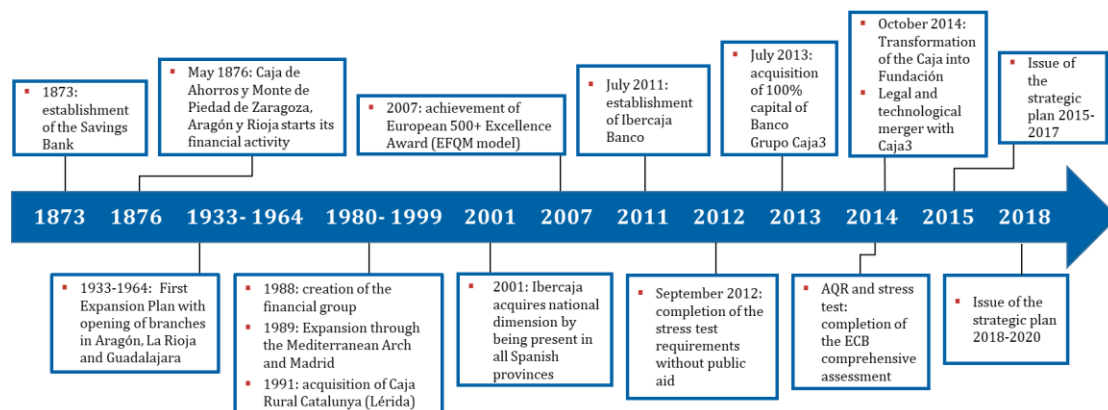 1873:
establishment
of the Savings
Bank
May 1876: Caja de
Ahorros y Monte de
Piedad de Zaragoza,
Aragón y Rioja starts its
financial activity
2007: achievement of
European 500+ Excellence
Award (EFQM model)
July 2011:
establishment
of Ibercaja
Banco
July 2013:
acquisition
of 100%
capital of
Banco
Grupo Caja3
October 2014:
Transformation
of the Caja into
Fundación
Legal and
technological
merger with
Caja3
Issue of
the
strategic
plan 2015-
2017
1873 1876 1933- 1964 1980- 1999 2001 2007 2011 2012 2013 2014 2015 2018
1933-1964: First
Expansion Plan with
opening of branches
in Aragón, La Rioja
and Guadalajara
1988: creation of the
financial group
1989: Expansion through
the Mediterranean Arch
and Madrid
1991: acquisition of Caja
Rural Catalunya (Lérida)
2001: Ibercaja
acquires national
dimension by
being present in
all Spanish
provinces
September 2012:
completion of the
stress test
requirements
without public
aid
AQR and stress
test:
completion of
the ECB
comprehensive
assessment
Issue of the
strategic plan
2018-2020